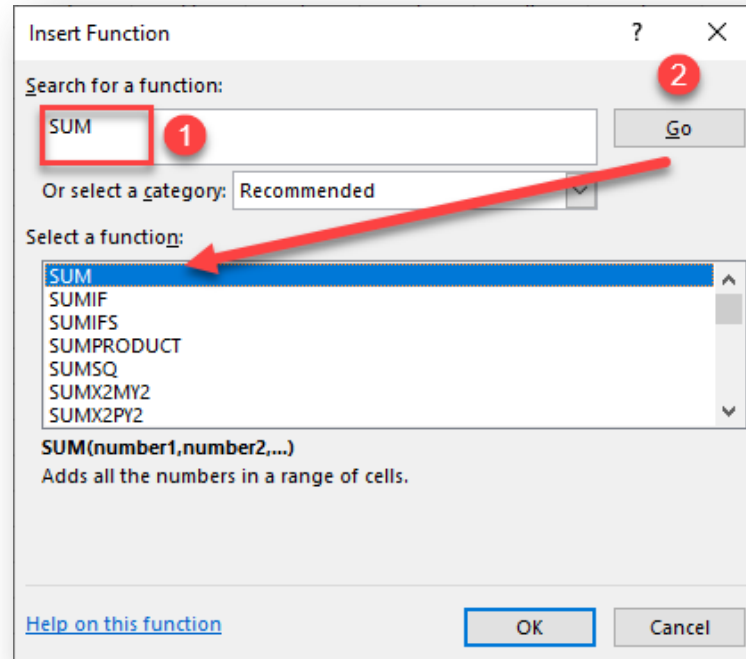 Insert Function ? X
Search for a function:
2
SUM
1
Go
Or select a category: Recommended
Select a function:
SUM
SUMIF
SUMIFS
SUMPRODUCT
SUMSQ
SUMX2MY2
SUMX2PY2
SUM(number1,number2,...)
Adds all the numbers in a range of cells.
Help on this function
OK
Cancel